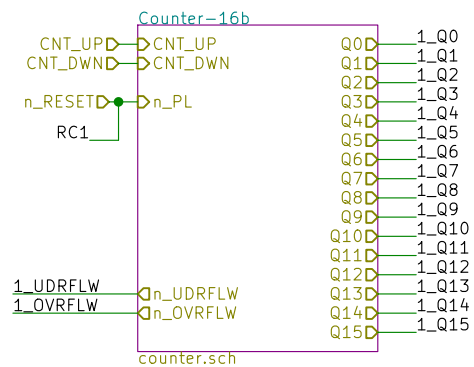 Counter-16b
CNT_UP CNT_UP Q0 1_Q0
CNT_DWN CNT_DWN Q1 1_Q1
Q2 1_Q2
n_RESET n_PL Q3 1_Q3
Q4 1_Q4
RC1 Q5 1_Q5
Q6 1_Q6
Q7 1_Q7
Q8 1_Q8
Q9 1_Q9
Q10 1_Q10
Q11 1_Q11
Q12 1_Q12
1_UDRFLW n_UDRFLW Q13 1_Q13
1_OVRFLW n_OVRFLW Q14 1_Q14
Q15 1_Q15
counter.sch